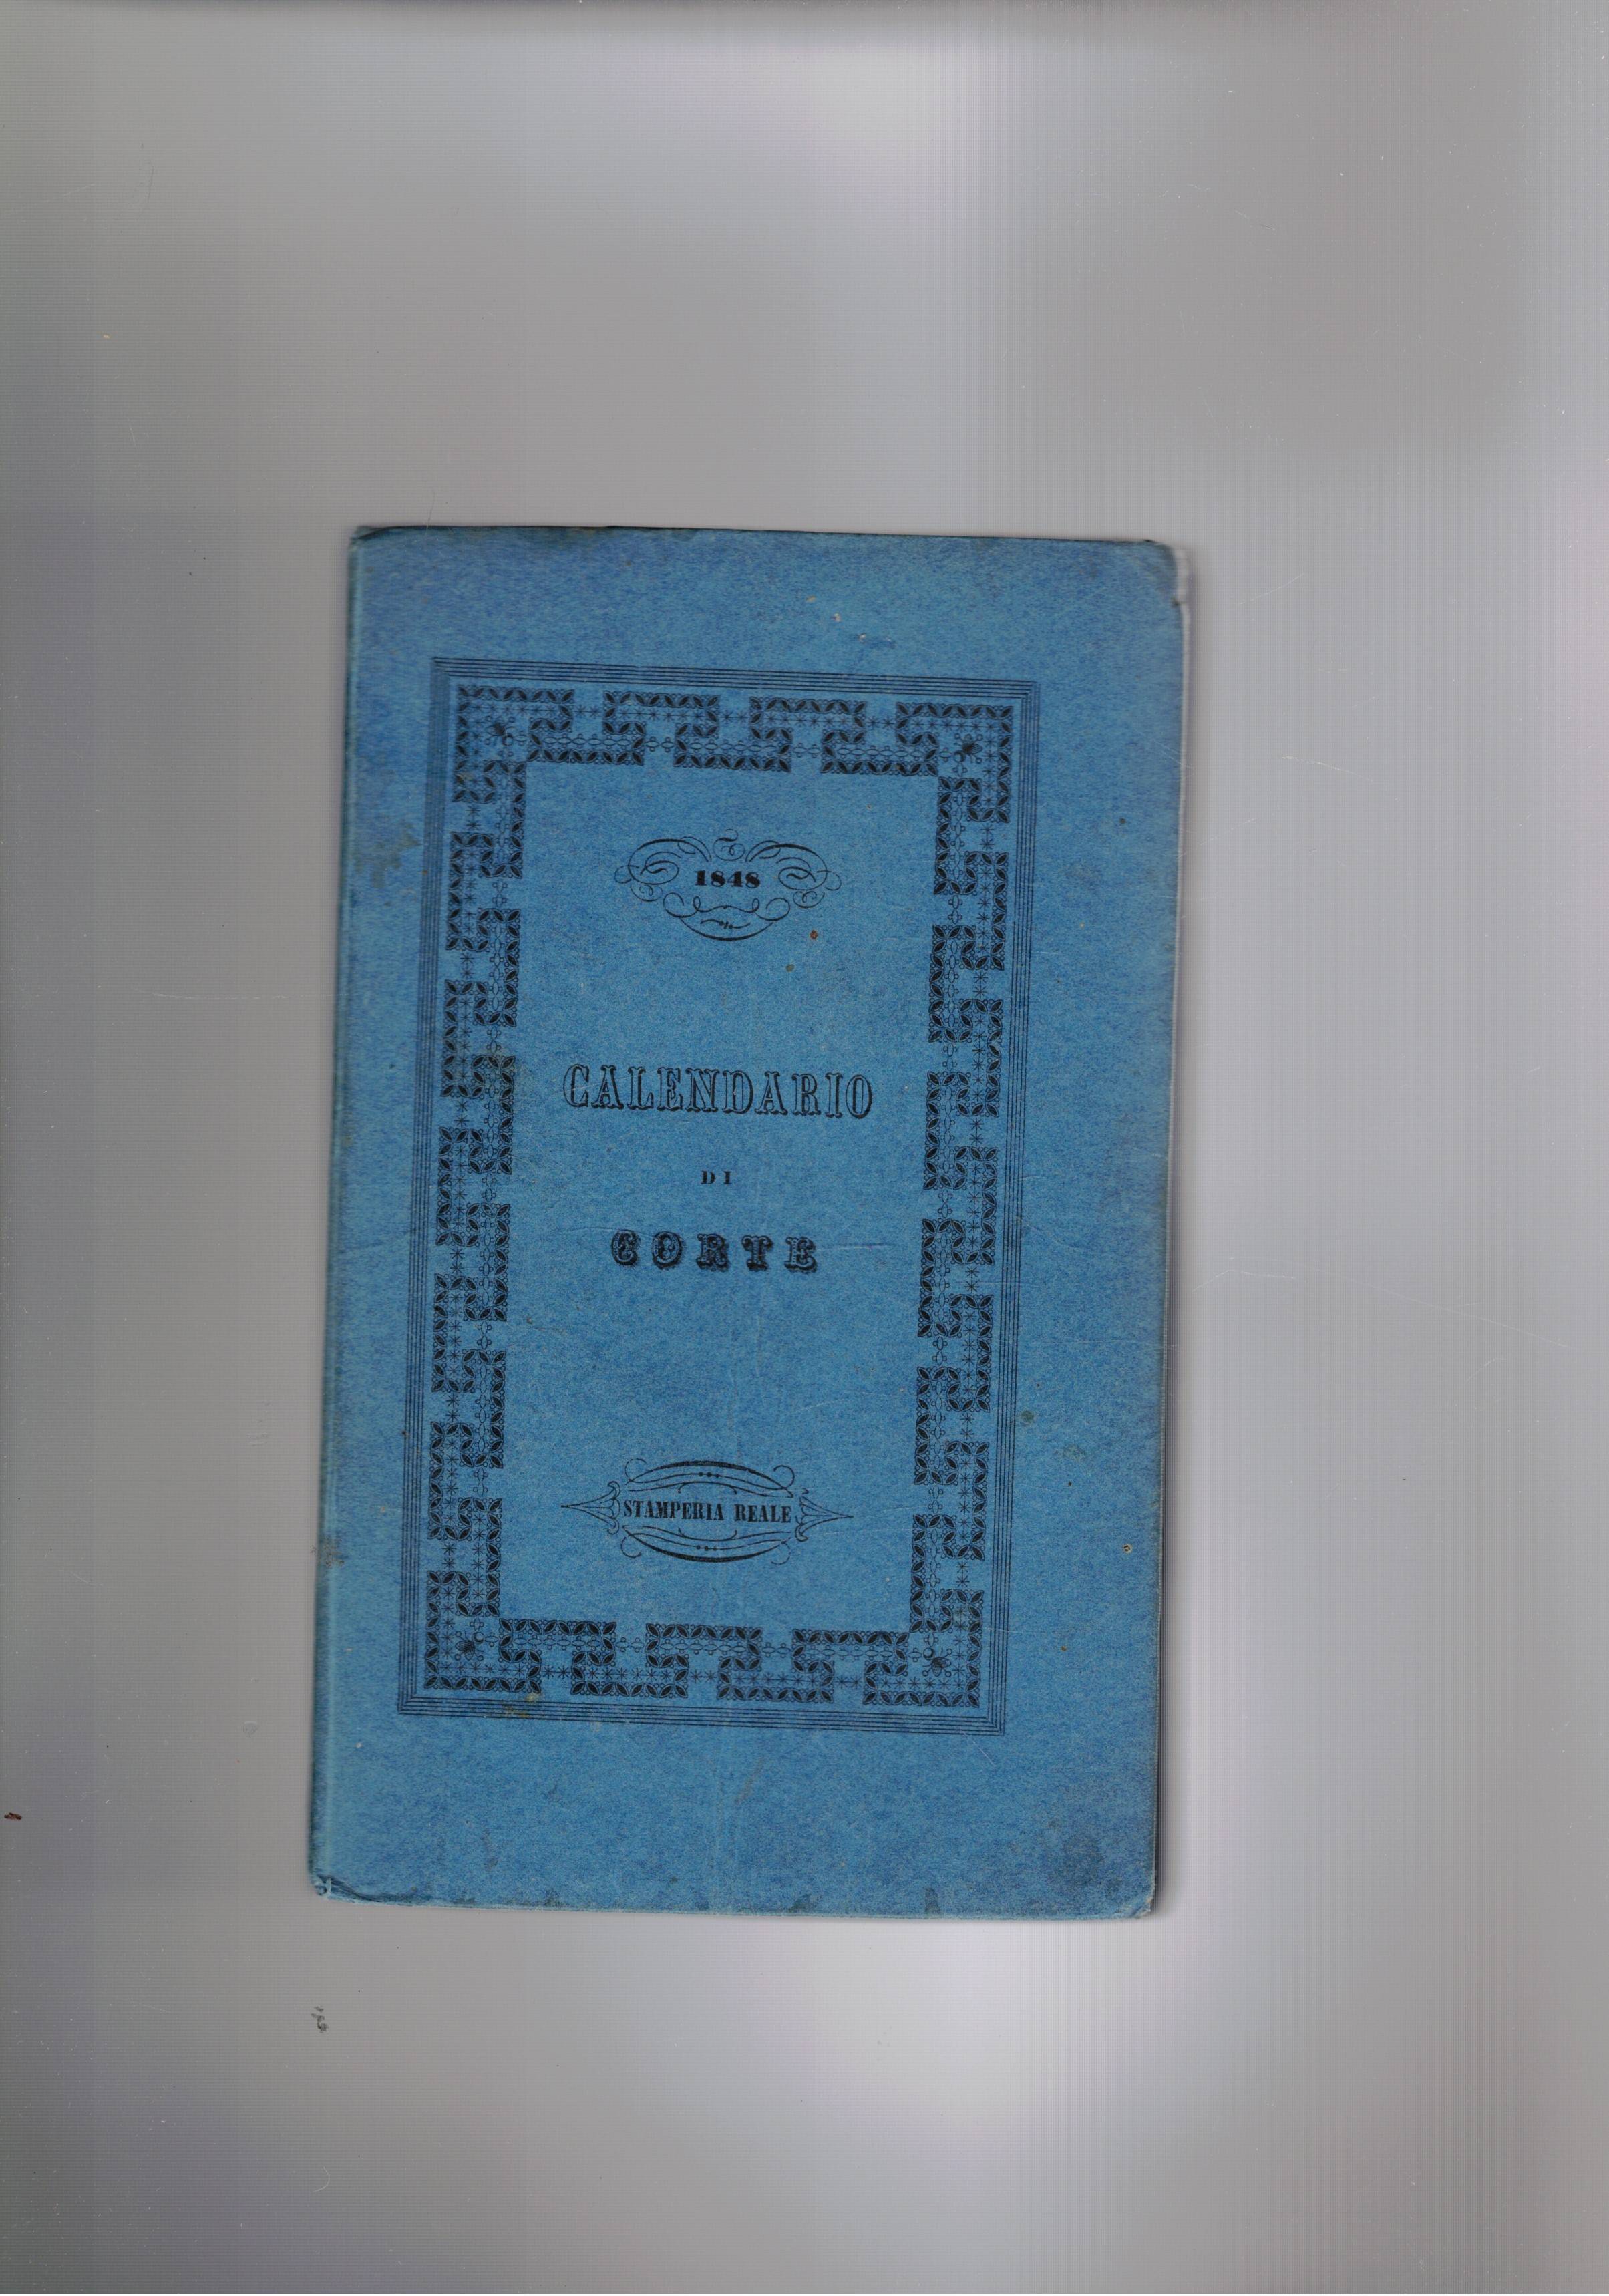 1848
CALENDARIO
DI
CORTE
STAMPERIA REALE